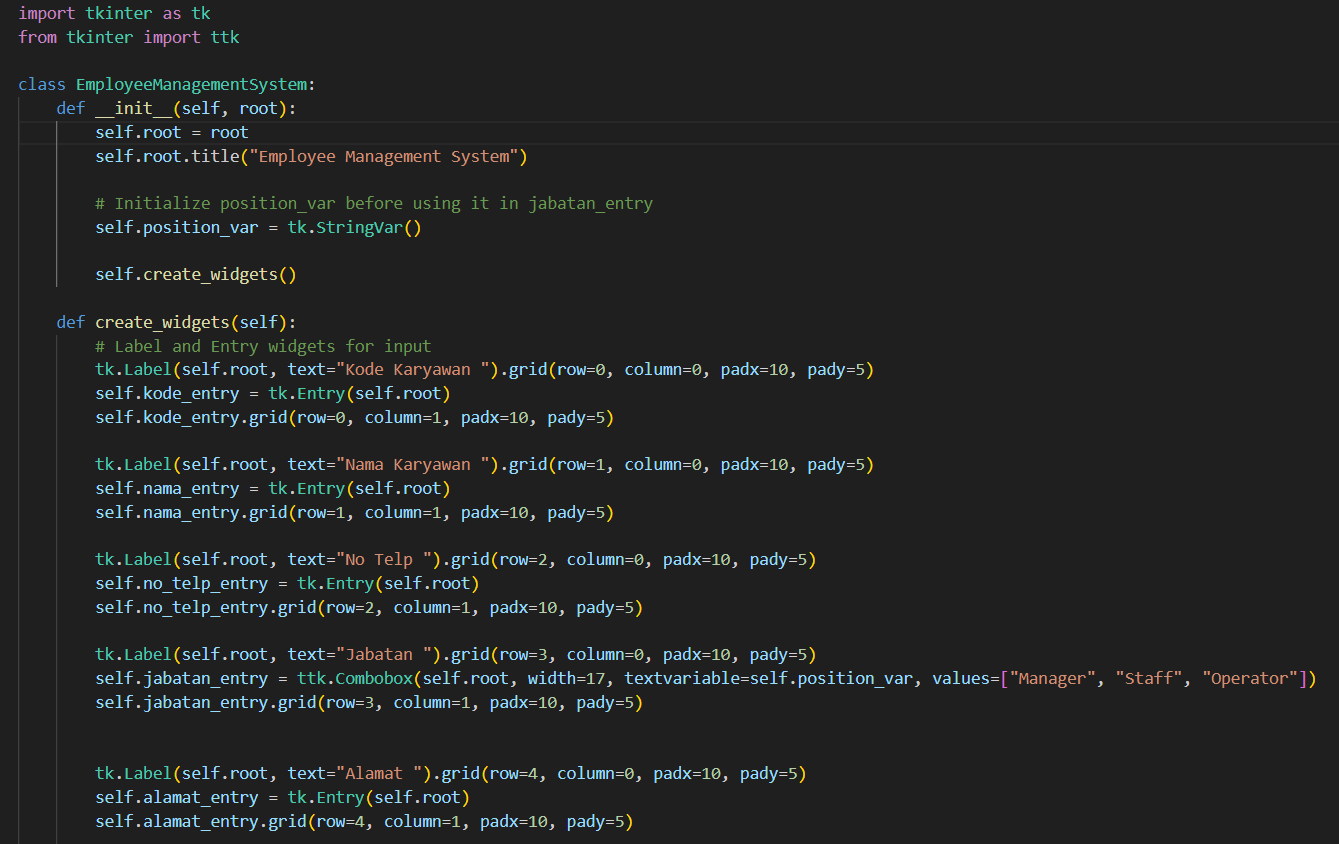 import tkinter as tk
from tkinter import ttk

class EmployeeManagementSystem:
    def __init__(self, root):
        self.root = root
        self.root.title("Employee Management System")

        # Initialize position_var before using it in jabatan_entry
        self.position_var = tk.StringVar()

        self.create_widgets()

    def create_widgets(self):
        # Label and Entry widgets for input
        tk.Label(self.root, text="Kode Karyawan ").grid(row=0, column=0, padx=10, pady=5)
        self.kode_entry = tk.Entry(self.root)
        self.kode_entry.grid(row=0, column=1, padx=10, pady=5)

        tk.Label(self.root, text="Nama Karyawan ").grid(row=1, column=0, padx=10, pady=5)
        self.nama_entry = tk.Entry(self.root)
        self.nama_entry.grid(row=1, column=1, padx=10, pady=5)

        tk.Label(self.root, text="No Telp ").grid(row=2, column=0, padx=10, pady=5)
        self.no_telp_entry = tk.Entry(self.root)
        self.no_telp_entry.grid(row=2, column=1, padx=10, pady=5)

        tk.Label(self.root, text="Jabatan ").grid(row=3, column=0, padx=10, pady=5)
        self.jabatan_entry = ttk.Combobox(self.root, width=17, textvariable=self.position_var, values=["Manager", "Staff", "Operator"])
        self.jabatan_entry.grid(row=3, column=1, padx=10, pady=5)


        tk.Label(self.root, text="Alamat ").grid(row=4, column=0, padx=10, pady=5)
        self.alamat_entry = tk.Entry(self.root)
        self.alamat_entry.grid(row=4, column=1, padx=10, pady=5)